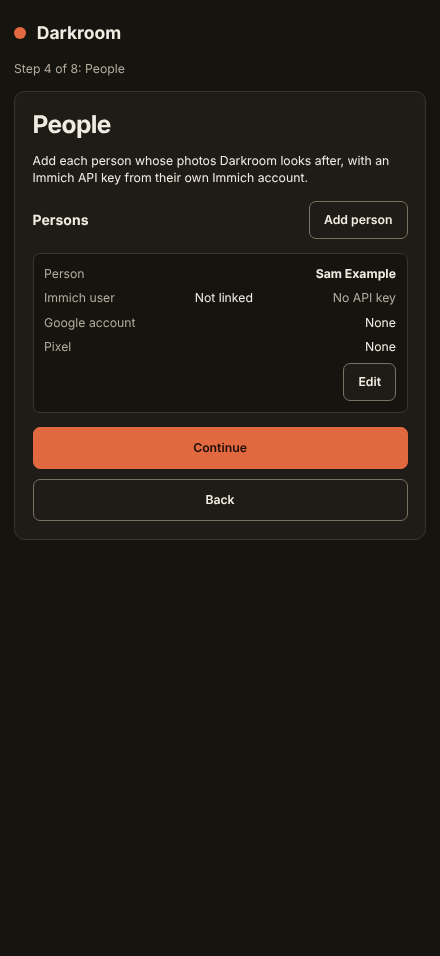 Darkroom
Step 4 of 8: People
People
Add each person whose photos Darkroom looks after, with an
Immich API key from their own Immich account.
Persons
Add person
Person Sam Example
Immich user Not linked No API key
Google account None
Pixel None
Edit
Continue
Back